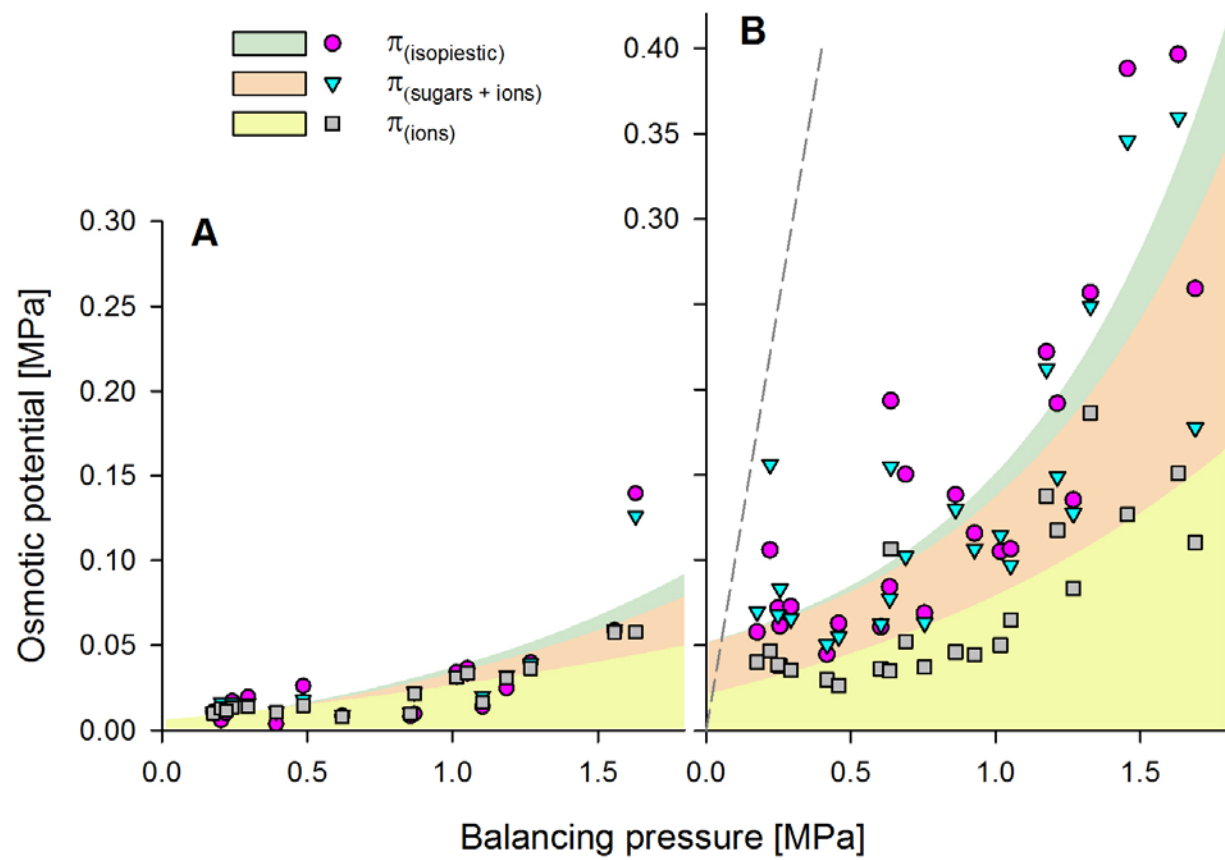 π(isopiestic)
π(sugars + ions)
π(ions)
A
B
Osmotic potential [MPa]
0.30
0.25
0.20
0.15
0.10
0.05
0.00
0.40
0.35
0.30
0.0 0.5 1.0 1.5
0.0 0.5 1.0 1.5
Balancing pressure [MPa]